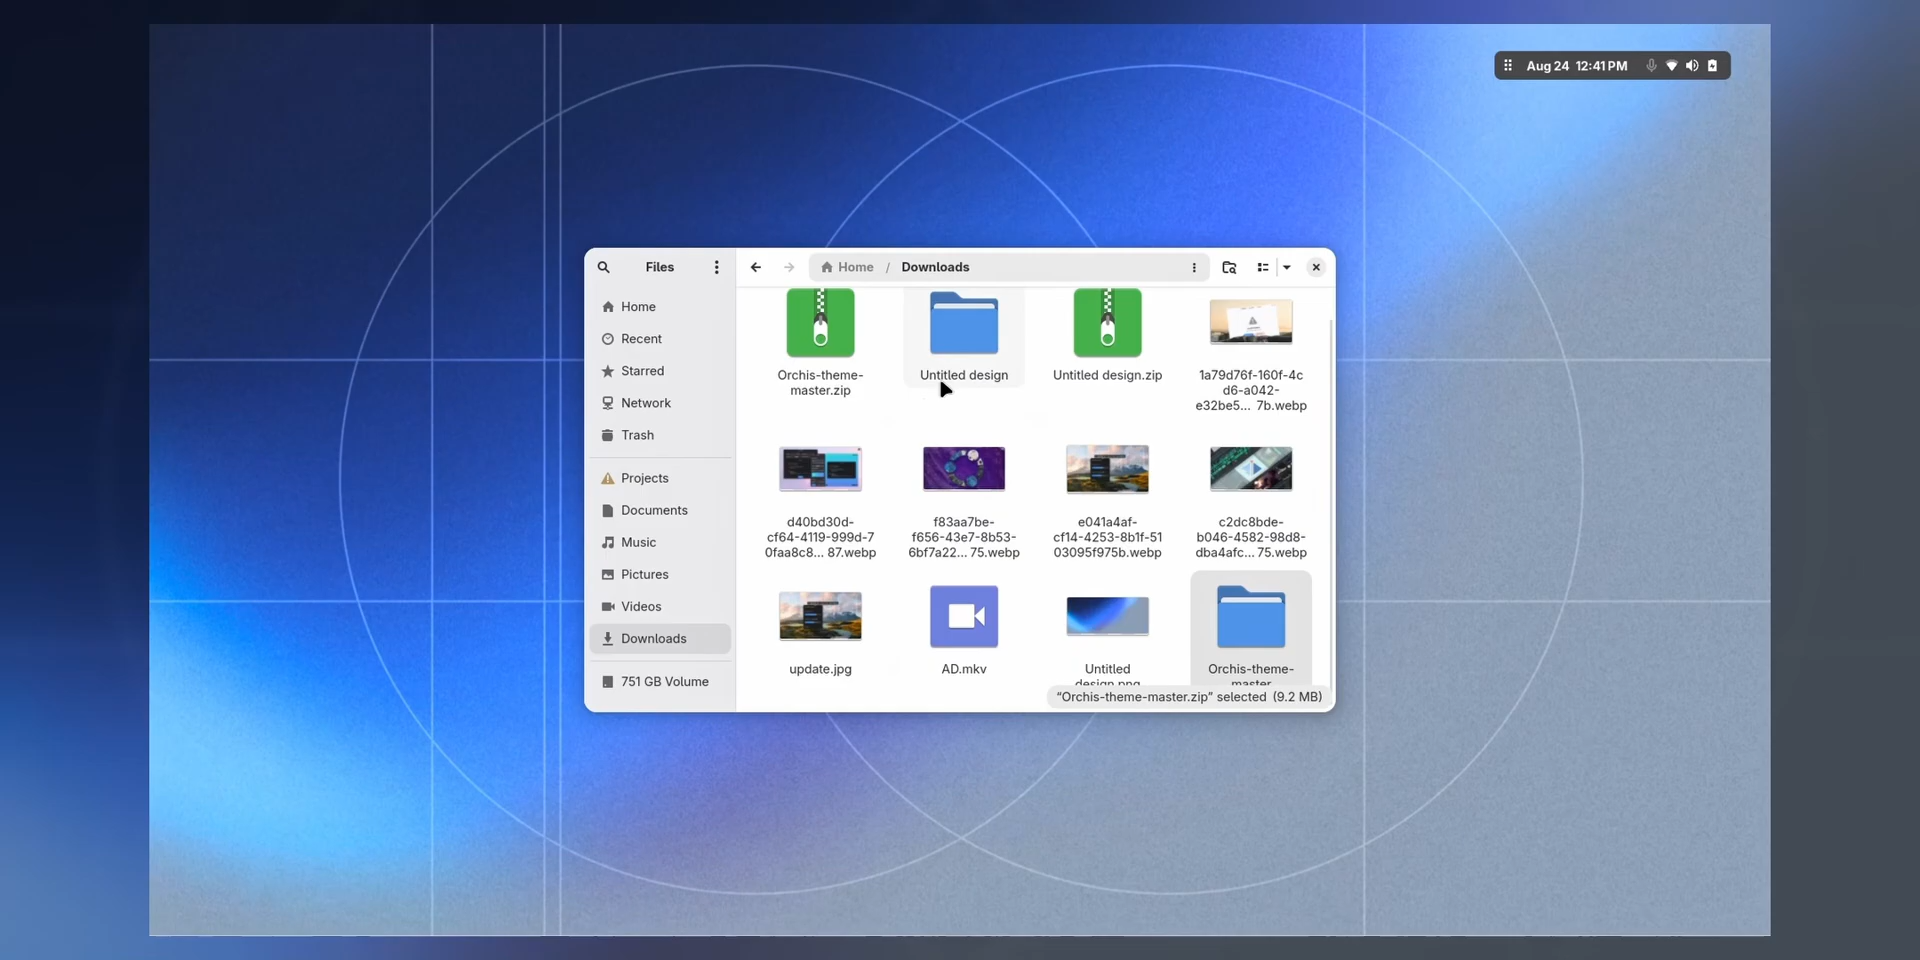 Aug 24 12:41 PM
Files
Home / Downloads
Home
Recent
Starred
Network
Trash
Projects
Documents
Music
Pictures
Videos
Downloads
751 GB Volume
Orchis-theme-
master.zip
Untitled design
Untitled design.zip
1a79d76f-160f-4c
d6-a042-
e32be5... 7b.webp
d40bd30d-
cf64-4119-999d-7
0faa8c8... 87.webp
f83aa7be-
f656-43e7-8b53-
6bf7a22... 75.webp
e041a4af-
cf14-4253-8b1f-51
03095f975b.webp
c2dc8bde-
b046-4582-98d8-
dba4afc... 75.webp
update.jpg
AD.mkv
Untitled
design.png
Orchis-theme-
master
“Orchis-theme-master.zip” selected (9.2 MB)